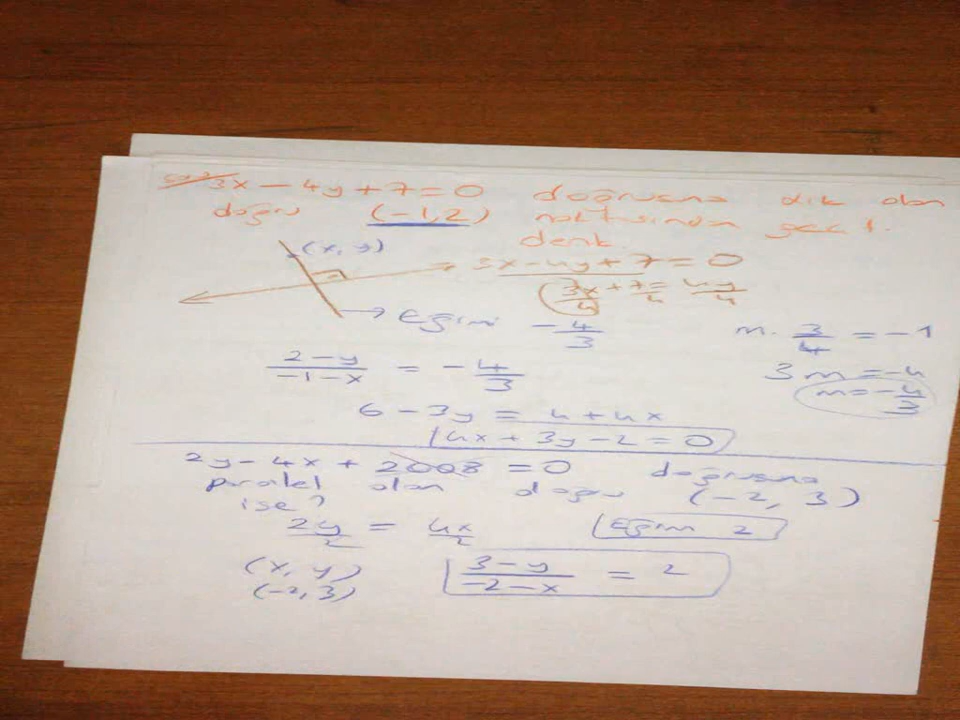 3x - 4y + 7 = 0 doğrusuna dik olan
doğru (-1,2) noktasından geç.
denk.
(x, y)
3x - 4y + 7 = 0
3x/4 + 7/4 = 4y/4
→ Eğimi -4/3
m. 3/4 = -1
2-y/-1-x = -4/3
3m = -4
m = -4/3
6 - 3y = 4 + 4x
4x + 3y - 2 = 0
2y - 4x + 2008 = 0 doğrusuna
paralel olan doğru (-2, 3)
ise?
2y/2 = 4x/2
Eğim 2
(x, y)
(-2, 3)
3-y/-2-x = 2